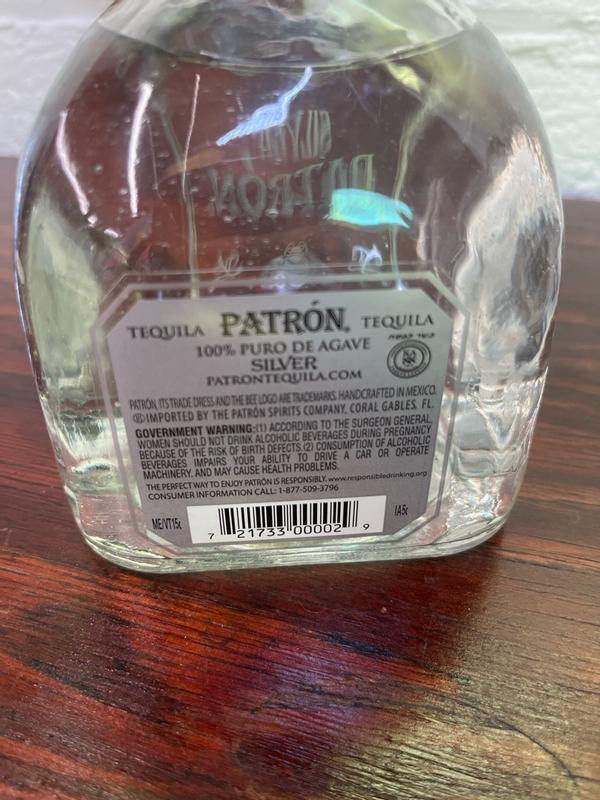 SILVER
PATRÓN
TEQUILA PATRÓN. TEQUILA
100% PURO DE AGAVE
SILVER
PATRONTEQUILA.COM
PATRÓN, ITS TRADE DRESS AND THE BEE LOGO ARE TRADEMARKS. HANDCRAFTED IN MEXICO.
IMPORTED BY THE PATRÓN SPIRITS COMPANY, CORAL GABLES, FL.
GOVERNMENT WARNING:(1) ACCORDING TO THE SURGEON GENERAL,
WOMEN SHOULD NOT DRINK ALCOHOLIC BEVERAGES DURING PREGNANCY
BECAUSE OF THE RISK OF BIRTH DEFECTS.(2) CONSUMPTION OF ALCOHOLIC
BEVERAGES IMPAIRS YOUR ABILITY TO DRIVE A CAR OR OPERATE
MACHINERY, AND MAY CAUSE HEALTH PROBLEMS.
THE PERFECT WAY TO ENJOY PATRÓN IS RESPONSIBLY. www.responsibledrinking.org
CONSUMER INFORMATION CALL: 1-877-509-3796
ME/VT15¢ IA5¢
7 21733 00002 9